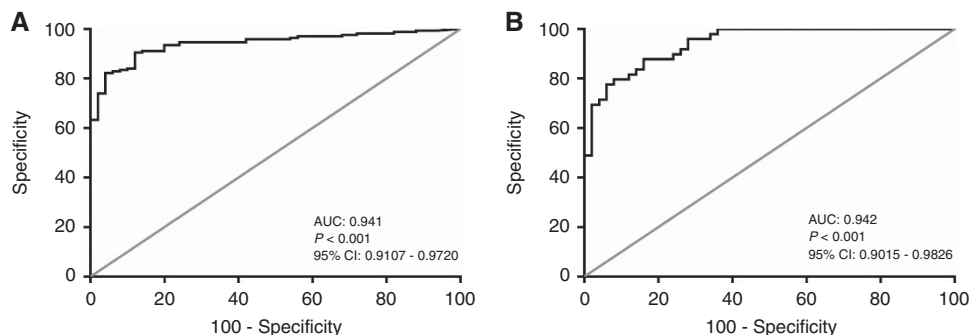 A
Specificity
100
80
60
40
20
0
AUC: 0.941
P < 0.001
95% CI: 0.9107 - 0.9720
0 20 40 60 80 100
100 - Specificity
B
Specificity
100
80
60
40
20
0
AUC: 0.942
P < 0.001
95% CI: 0.9015 - 0.9826
0 20 40 60 80 100
100 - Specificity